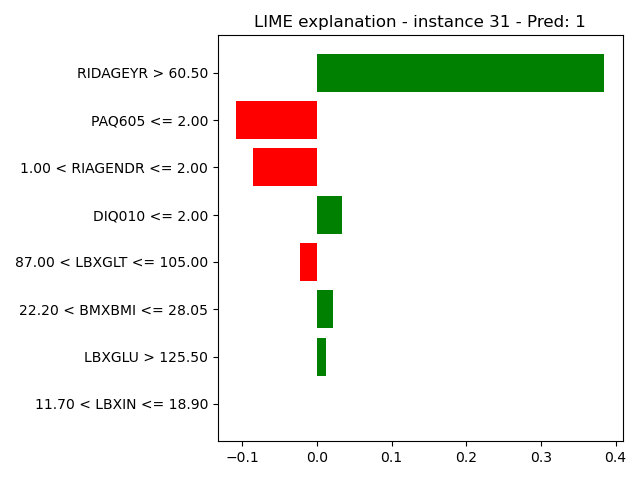 LIME explanation - instance 31 - Pred: 1
RIDAGEYR > 60.50
PAQ605 <= 2.00
1.00 < RIAGENDR <= 2.00
DIQ010 <= 2.00
87.00 < LBXGLT <= 105.00
22.20 < BMXBMI <= 28.05
LBXGLU > 125.50
11.70 < LBXIN <= 18.90
−0.1 0.0 0.1 0.2 0.3 0.4